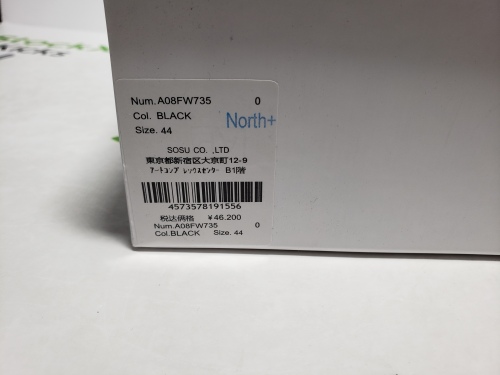 Num. A08FW735 0
Col. BLACK North+
Size. 44
SOSU CO. ,LTD
東京都新宿区大京町12-9
アートコンプレックスセンター B1階
4573578191556
税込価格 ¥46,200
Num.A08FW735 0
Col.BLACK Size. 44